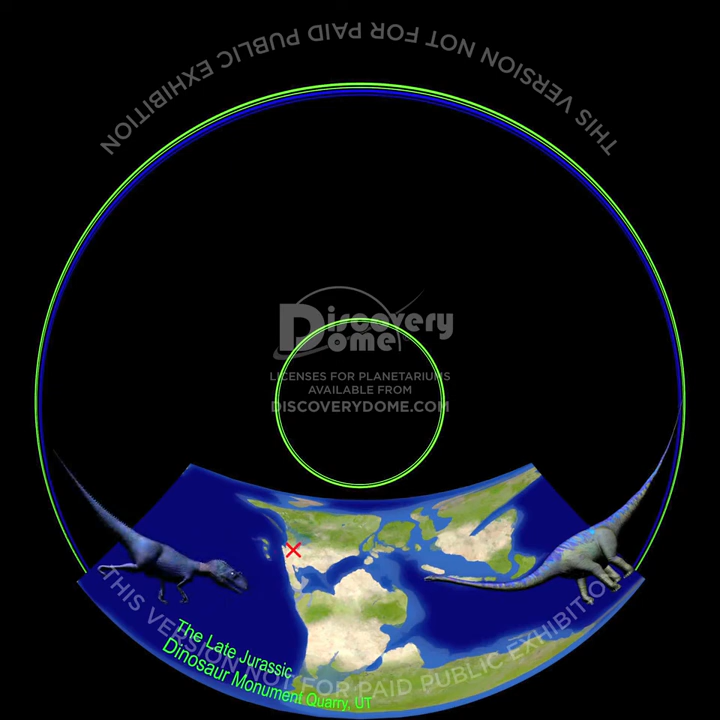 THIS VERSION NOT FOR PAID PUBLIC EXHIBITION
Discovery
Dome
LICENSES FOR PLANETARIUMS
AVAILABLE FROM
DISCOVERYDOME.COM
The Late Jurassic
Dinosaur Monument Quarry, UT
THIS VERSION NOT FOR PAID PUBLIC EXHIBITION